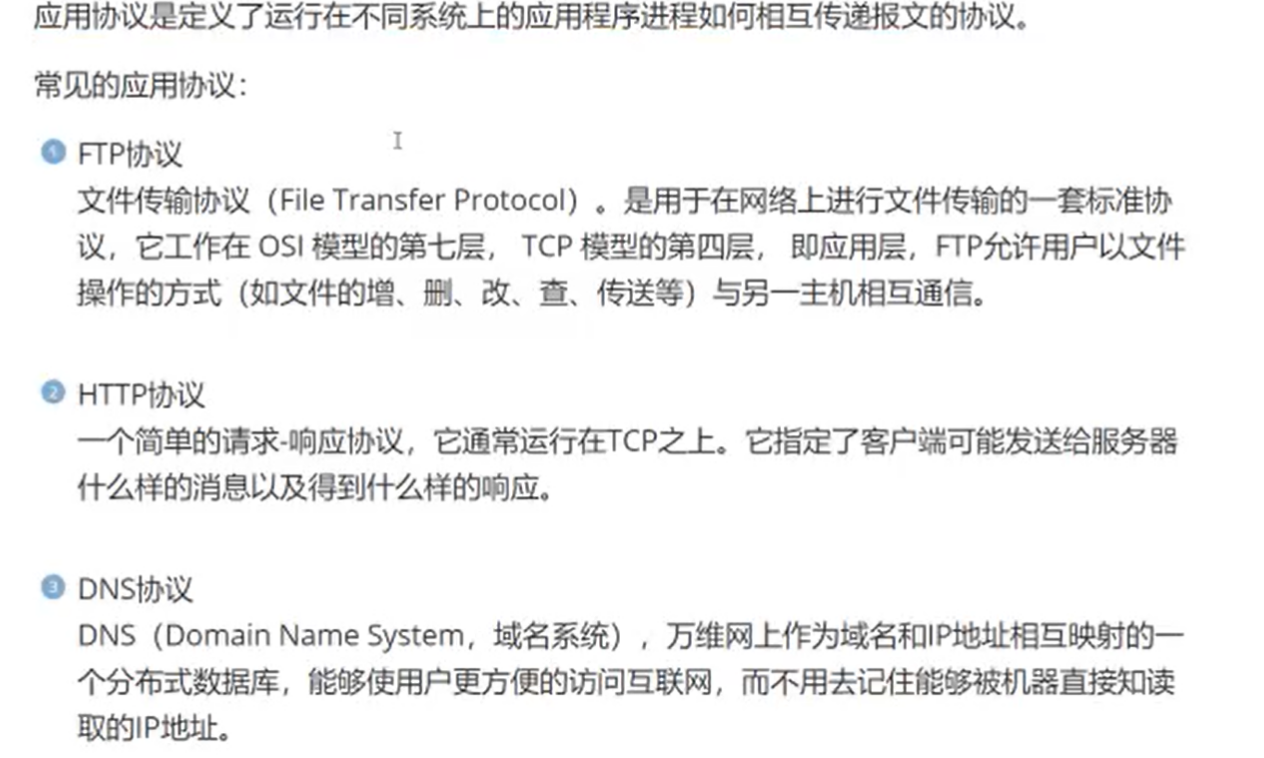 应用协议是定义了运行在不同系统上的应用程序进程如何相互传递报文的协议。
常见的应用协议：
1 FTP协议
文件传输协议（File Transfer Protocol）。是用于在网络上进行文件传输的一套标准协
议，它工作在 OSI 模型的第七层， TCP 模型的第四层， 即应用层，FTP允许用户以文件
操作的方式（如文件的增、删、改、查、传送等）与另一主机相互通信。
2 HTTP协议
一个简单的请求-响应协议，它通常运行在TCP之上。它指定了客户端可能发送给服务器
什么样的消息以及得到什么样的响应。
3 DNS协议
DNS（Domain Name System，域名系统），万维网上作为域名和IP地址相互映射的一
个分布式数据库，能够使用户更方便的访问互联网，而不用去记住能够被机器直接知读
取的IP地址。